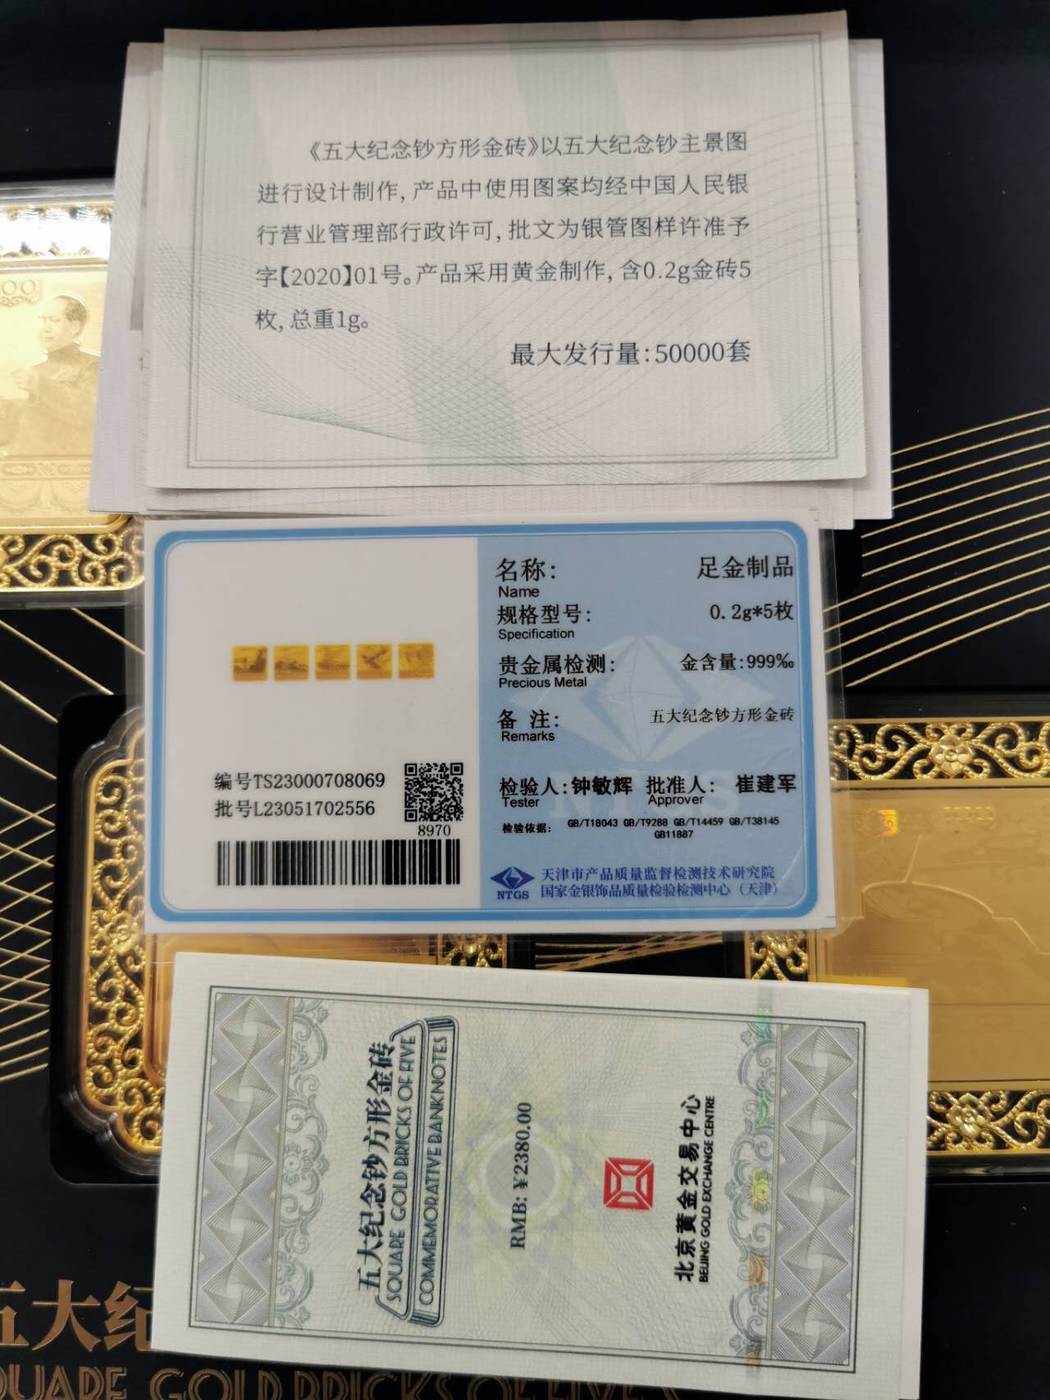 《五大纪念钞方形金砖》以五大纪念钞主景图
进行设计制作,产品中使用图案均经中国人民银
行营业管理部行政许可,批文为银管图样许准予
字【2020】01号。产品采用黄金制作,含0.2g金砖5
枚,总重1g。
最大发行量:50000套
00
名称:
足金制品
Name
规格型号:
0.2g*5枚
Specification
贵金属检测:
金含量:999‰
Precious Metal
备 注:
五大纪念钞方形金砖
Remarks
编号TS23000708069
批号L23051702556
8970
检验人:钟敏辉 批准人: 崔建军
Tester Approver
检验依据: GB/T18043 GB/T9288 GB/T14459 GB/T38145
GB11887
NTGS
天津市产品质量监督检测技术研究院
国家金银饰品质量检验检测中心(天津)
五大纪念钞方形金砖
SQUARE GOLD BRICKS OF FIVE
COMMEMORATIVE BANKNOTES
RMB: ¥2380.00
北京黄金交易中心
BEIJING GOLD EXCHANGE CENTRE
五大纪
QUARE GOLD BRICKS OF FIVE